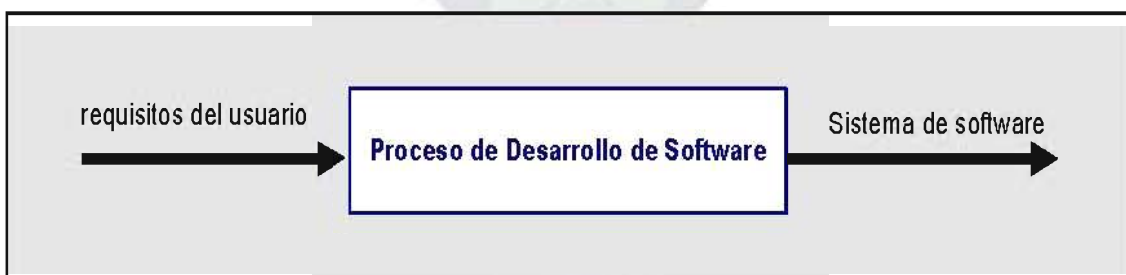 requisitos del usuario
Proceso de Desarrollo de Software
Sistema de software